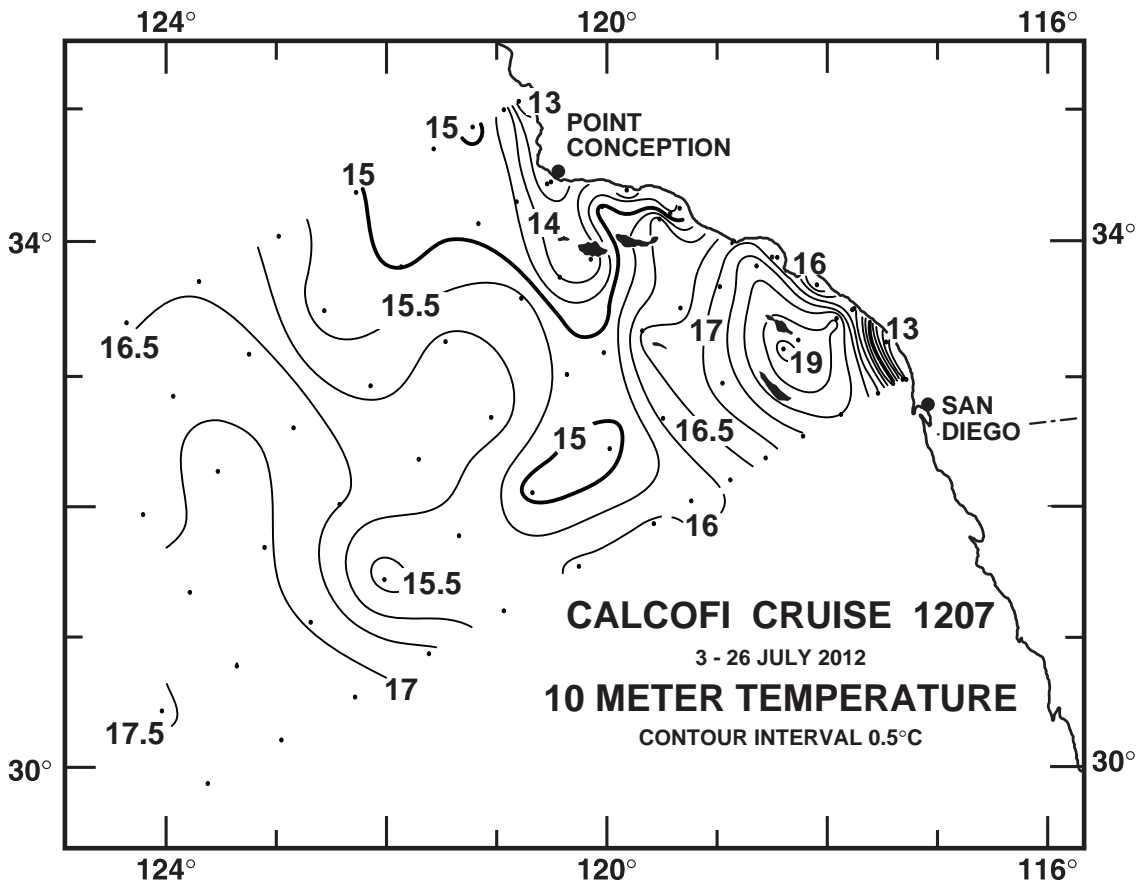 124° 120° 116°
13
POINT
CONCEPTION
15
15
14
34° 34°
16
15.5
17
13
16.5
19
SAN
DIEGO
15
16.5
16
15.5
CALCOFI CRUISE 1207
3 - 26 JULY 2012
17
10 METER TEMPERATURE
17.5
CONTOUR INTERVAL 0.5°C
30° 30°
124° 120° 116°